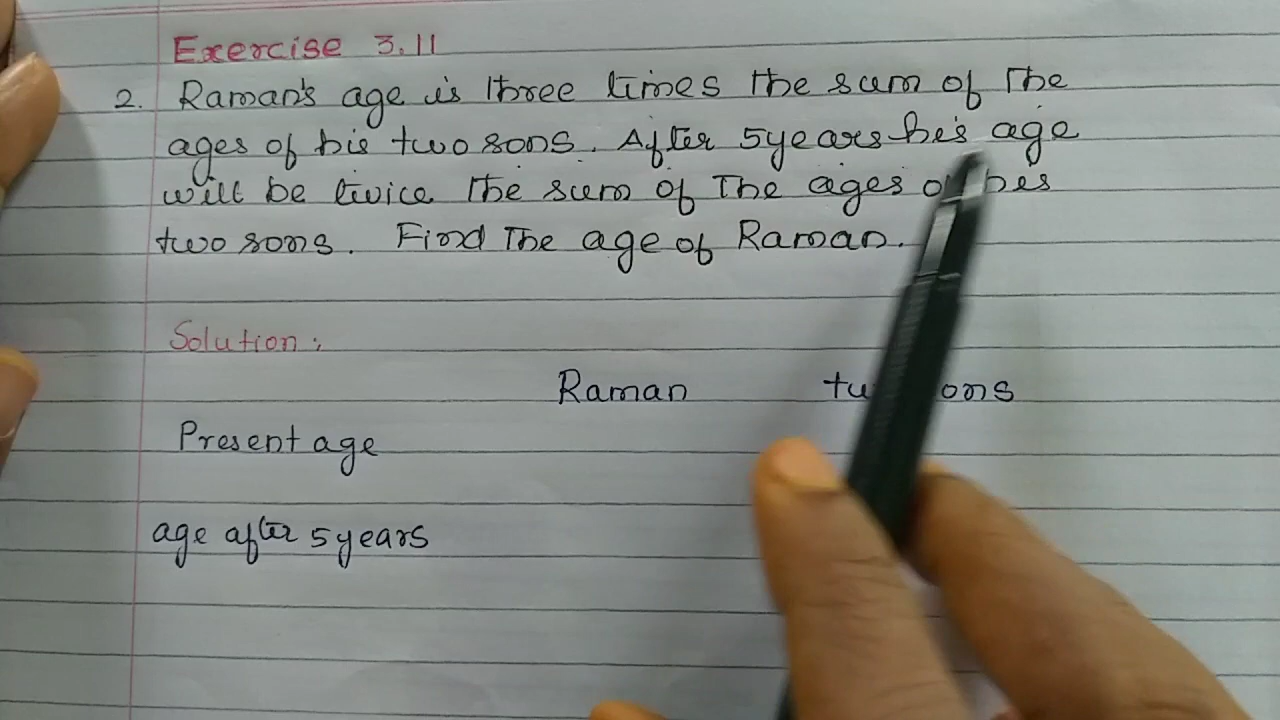 Exercise 3.11
2. Raman's age is three times the sum of the
ages of his two sons. After 5years his age
will be twice the sum of The ages of his
two sons. Find The age of Raman.
Solution :
Raman sons
Present age
age after 5 years